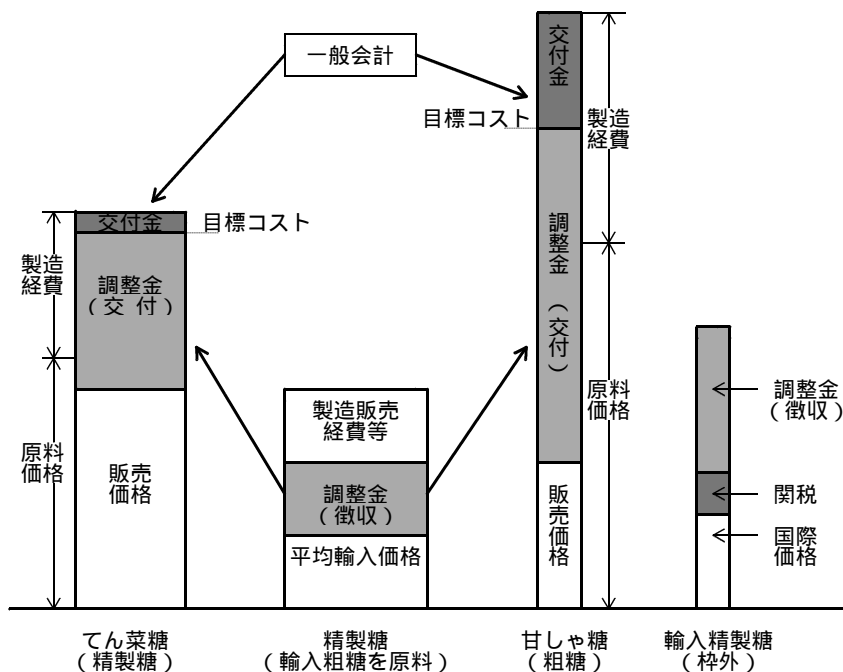 一般会計
交付金
目標コスト
製造
経費
交付金
目標コスト
製造
経費
調整金
（交 付）
調整金（交付）
原料
価格
販売
価格
製造販売
経費等
調整金
（徴収）
平均輸入価格
原料
価格
販売価格
調整金
（徴収）
関税
国際
価格
てん菜糖
（精製糖）
精製糖
（輸入粗糖を原料）
甘しゃ糖
（粗糖）
輸入精製糖
（枠外）